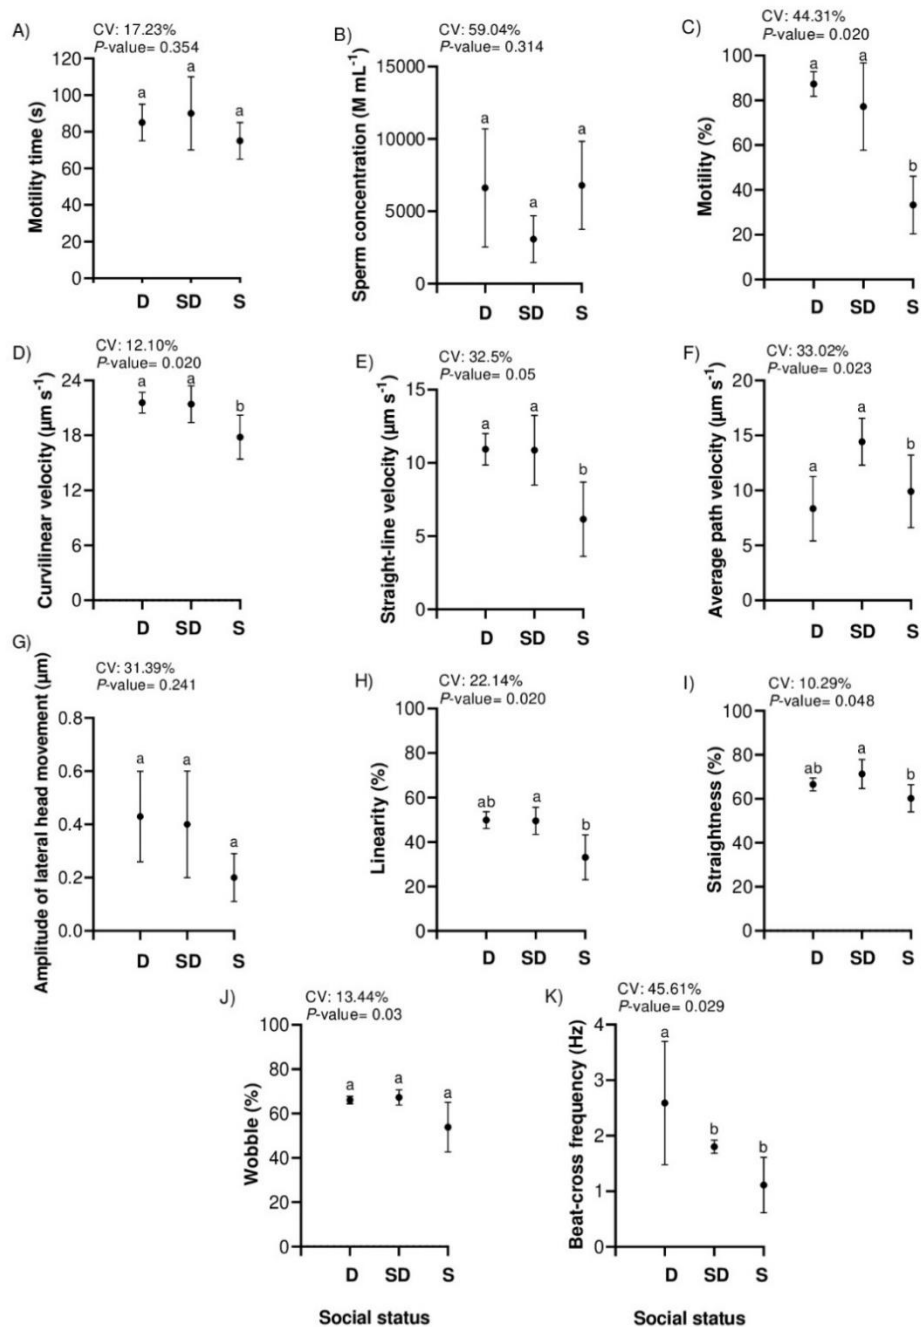 A)
CV: 17.23%
P-value= 0.354
Motility time (s)
120
100
80
60
40
20
0
a
a
a
D SD S
B)
CV: 59.04%
P-value= 0.314
Sperm concentration (M mL⁻¹)
15000
10000
5000
0
a
a
a
D SD S
C)
CV: 44.31%
P-value= 0.020
Motility (%)
100
80
60
40
20
0
a
a
b
D SD S
D)
CV: 12.10%
P-value= 0.020
Curvilinear velocity (µm s⁻¹)
24
18
12
6
0
a
a
b
D SD S
E)
CV: 32.5%
P-value= 0.05
Straight-line velocity (µm s⁻¹)
15
10
5
0
a
a
b
D SD S
F)
CV: 33.02%
P-value= 0.023
Average path velocity (µm s⁻¹)
20
15
10
5
0
a
a
b
D SD S
G)
CV: 31.39%
P-value= 0.241
Amplitude of lateral head movement (µm)
0.8
0.6
0.4
0.2
0.0
a
a
a
D SD S
H)
CV: 22.14%
P-value= 0.020
Linearity (%)
100
80
60
40
20
0
ab
a
b
D SD S
I)
CV: 10.29%
P-value= 0.048
Straightness (%)
100
80
60
40
20
0
ab
a
b
D SD S
J)
CV: 13.44%
P-value= 0.03
Wobble (%)
100
80
60
40
20
0
a
a
a
D SD S
Social status
K)
CV: 45.61%
P-value= 0.029
Beat-cross frequency (Hz)
4
3
2
1
0
a
b
b
D SD S
Social status